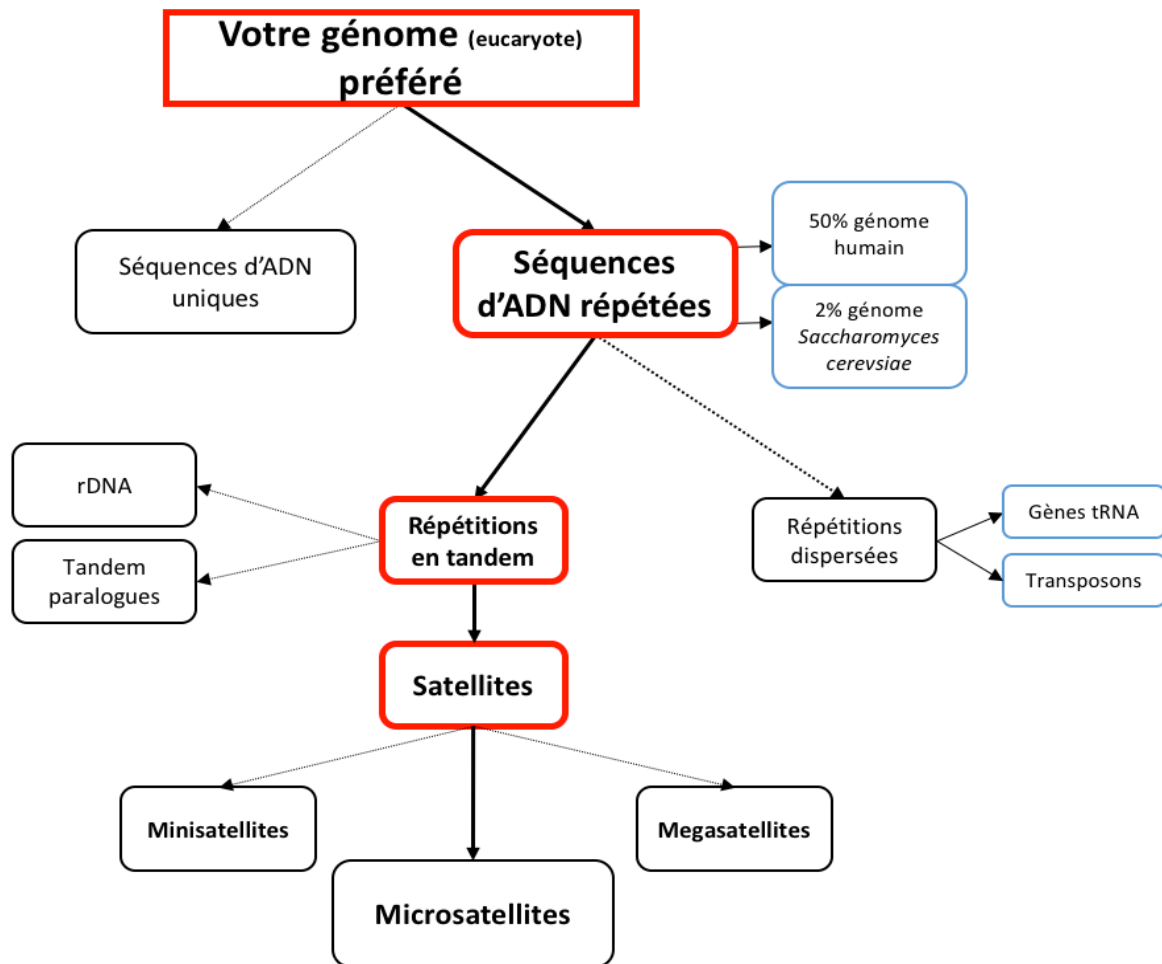 Votre génome (eucaryote)
préféré
Séquences d'ADN
uniques
Séquences
d'ADN répétées
50% génome
humain
2% génome
Saccharomyces
cerevsiae
rDNA
Tandem
paralogues
Répétitions
en tandem
Répétitions
dispersées
Gènes tRNA
Transposons
Satellites
Minisatellites
Megasatellites
Microsatellites